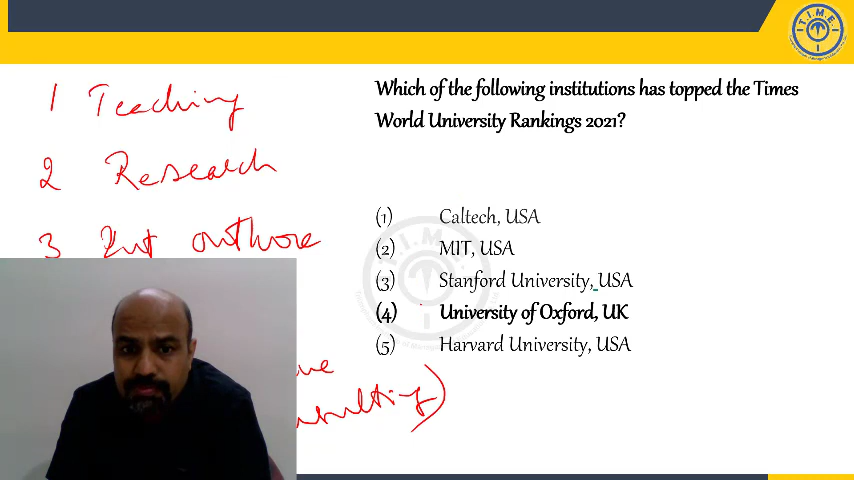 T.I.M.E.
Which of the following institutions has topped the Times
World University Rankings 2021?
1 Teaching
2 Research
3 Int outlook
(1) Caltech, USA
(2) MIT, USA
(3) Stanford University, USA
(4) University of Oxford, UK
(5) Harvard University, USA